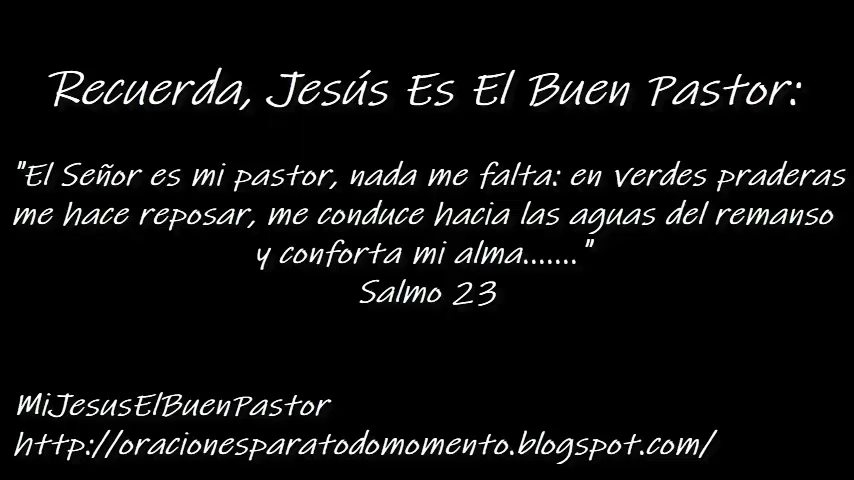 Recuerda, Jesús Es El Buen Pastor:
"El Señor es mi pastor, nada me falta: en verdes praderas
me hace reposar, me conduce hacia las aguas del remanso
y conforta mi alma......."
Salmo 23
MiJesusElBuenPastor
http://oracionesparatodomomento.blogspot.com/